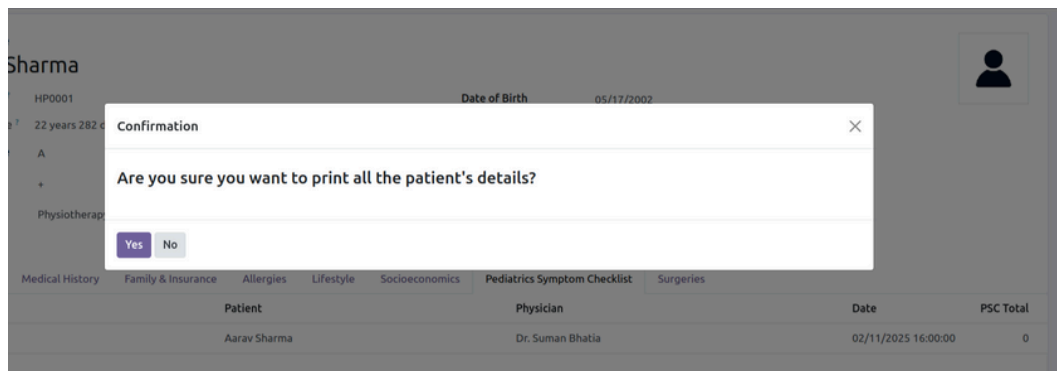 Sharma
HP0001 Date of Birth 05/17/2002
? 22 years 282 d
Confirmation
A
Are you sure you want to print all the patient's details?
+
Physiotherap
Yes No
Medical History Family & Insurance Allergies Lifestyle Socioeconomics Pediatrics Symptom Checklist Surgeries
Patient Physician Date PSC Total
Aarav Sharma Dr. Suman Bhatia 02/11/2025 16:00:00 0